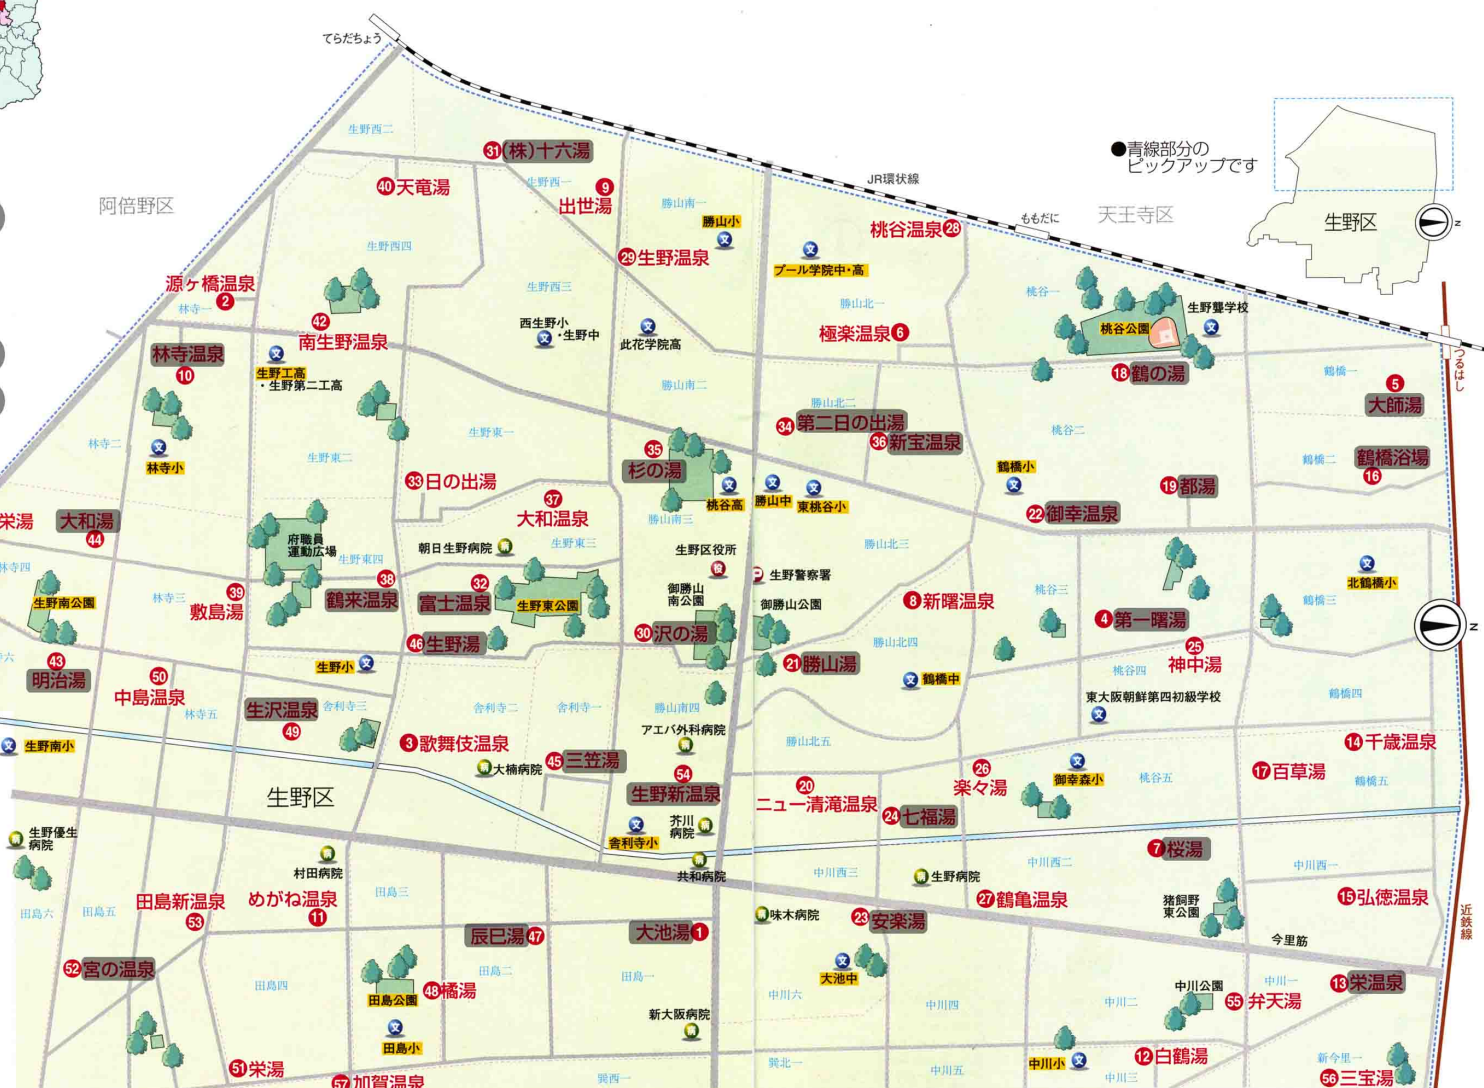 てらだちょう
生野西二
31 (株)十六湯
●青線部分の
ピックアップです
JR環状線
40 天竜湯
生野西一
9
出世湯
阿倍野区
勝山南一
勝山小
桃谷温泉 28
ももだに
天王寺区
生野区
N
生野西四
29 生野温泉
プール学院中・高
源ヶ橋温泉
2
林寺一
生野西三
勝山北一
桃谷一
生野聾学校
42
南生野温泉
西生野小
・生野中
此花学院高
極楽温泉 6
桃谷公園
つるはし
林寺温泉
10
生野工高
・生野第二工高
勝山南二
18 鶴の湯
鶴橋一
5
大師湯
勝山北二
34 第二日の出湯
36 新宝温泉
林寺二
生野東一
桃谷二
林寺小
生野東二
35
杉の湯
鶴橋小
鶴橋二
鶴橋浴場
16
33 日の出湯
37
大和温泉
桃谷高
勝山中
東桃谷小
19 都湯
22 御幸温泉
栄湯
大和湯
44
府職員
運動広場
勝山南三
朝日生野病院
生野東三
生野区役所
勝山北三
生野東四
林寺四
生野警察署
北鶴橋小
38
鶴来温泉
32
富士温泉
生野東公園
御勝山
南公園
御勝山公園
8 新曙温泉
桃谷三
鶴橋三
生野南公園
林寺三
39
敷島湯
4 第一曙湯
30 沢の湯
46 生野湯
勝山北四
25
神中湯
43
明治湯
50
中島温泉
生野小
21 勝山湯
鶴橋中
桃谷四
六
東大阪朝鮮第四初級学校
鶴橋四
林寺五
生沢温泉
49
舎利寺三
舎利寺二
舎利寺一
勝山南四
アエバ外科病院
勝山北五
生野南小
3 歌舞伎温泉
大楠病院
45 三笠湯
54
生野新温泉
14 千歳温泉
生野区
20
ニュー清滝温泉
26
楽々湯
御幸森小
桃谷五
17 百草湯
鶴橋五
24 七福湯
生野優生
病院
舎利寺小
芥川
病院
村田病院
共和病院
中川西三
生野病院
中川西二
7 桜湯
中川西一
田島三
田島六
田島五
田島新温泉
53
めがね温泉
11
27 鶴亀温泉
猪飼野
東公園
15 弘徳温泉
近鉄線
辰巳湯 47
大池湯 1
味木病院
23 安楽湯
今里筋
52 宮の温泉
田島四
田島二
田島一
大池中
田島公園
48 橘湯
中川六
中川四
中川二
中川公園
中川一
13 栄温泉
55 弁天湯
新大阪病院
田島小
51 栄湯
57 加賀温泉
巽西一
巽北一
中川五
中川小
12 白鶴湯
中川三
新今里一
56 三宝湯
N